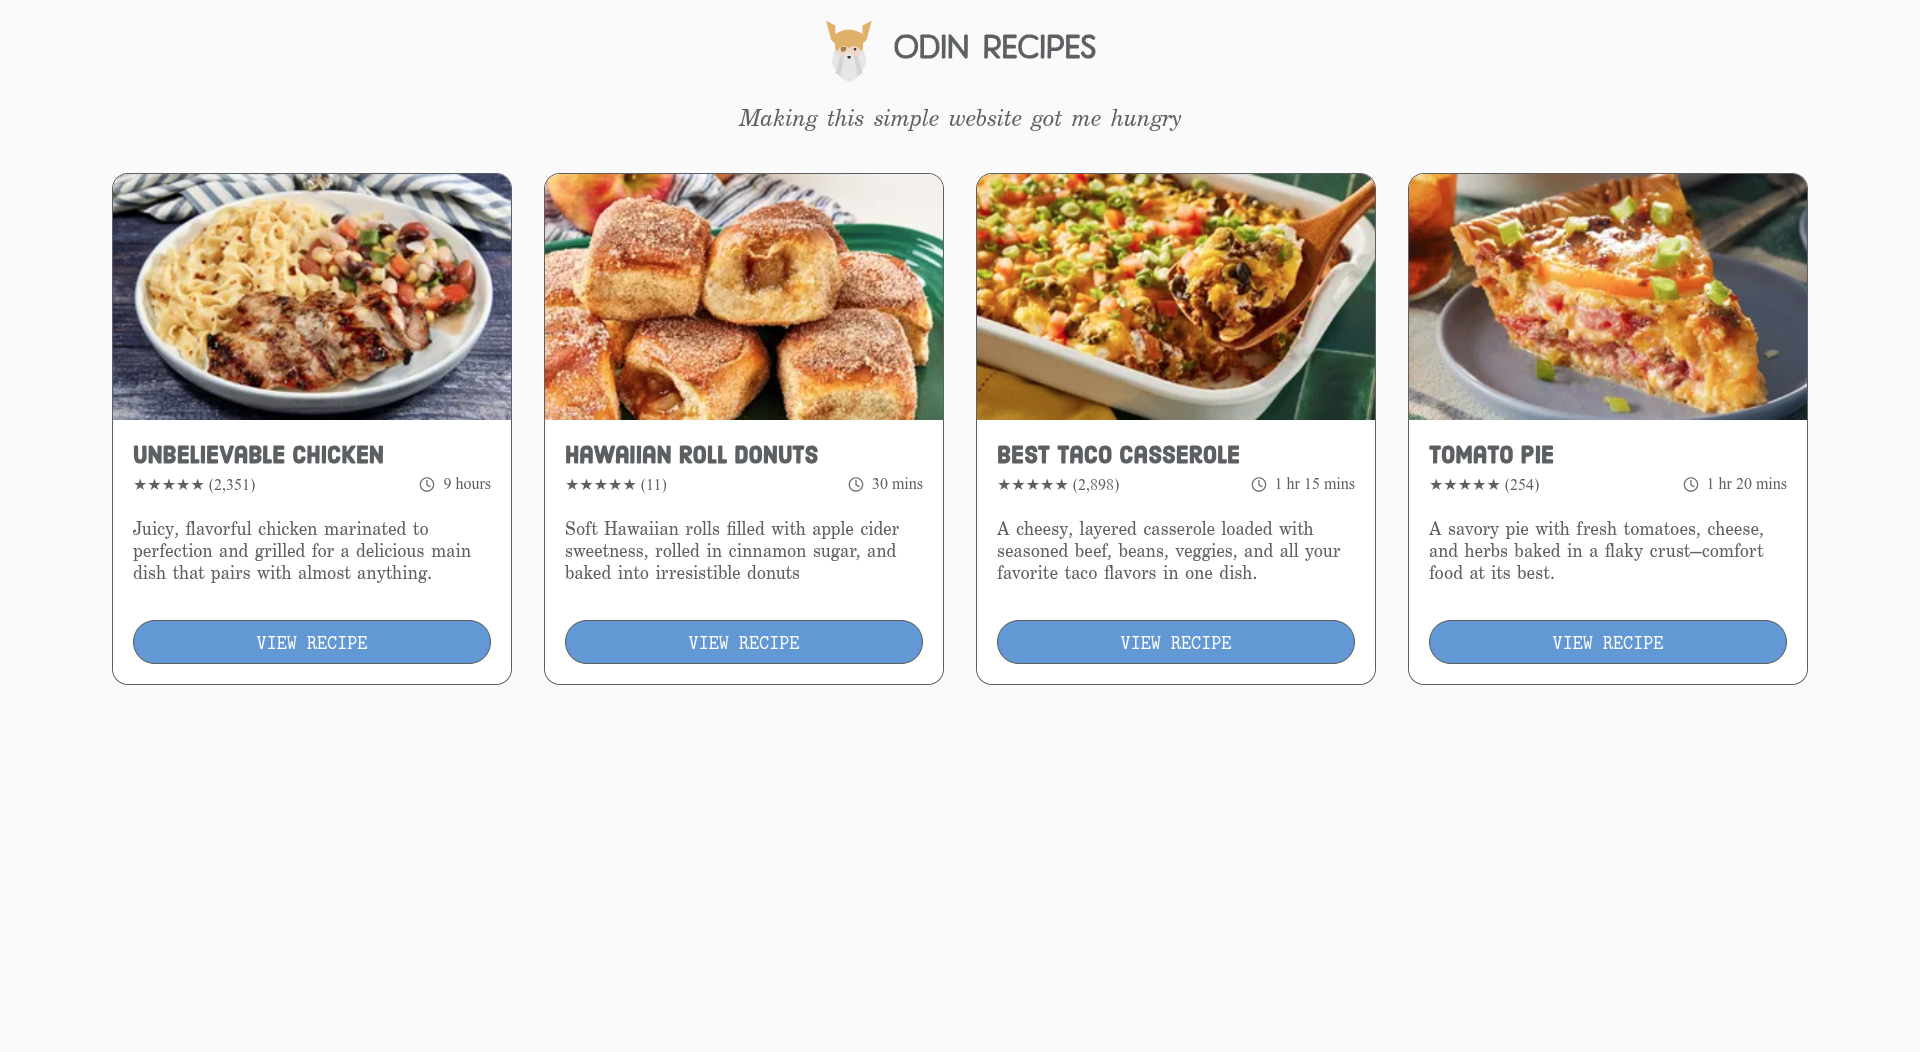 ODIN RECIPES
Making this simple website got me hungry
UNBELIEVABLE CHICKEN
★★★★★ (2,351) 9 hours
Juicy, flavorful chicken marinated to
perfection and grilled for a delicious main
dish that pairs with almost anything.
VIEW RECIPE
HAWAIIAN ROLL DONUTS
★★★★★ (11) 30 mins
Soft Hawaiian rolls filled with apple cider
sweetness, rolled in cinnamon sugar, and
baked into irresistible donuts
VIEW RECIPE
BEST TACO CASSEROLE
★★★★★ (2,898) 1 hr 15 mins
A cheesy, layered casserole loaded with
seasoned beef, beans, veggies, and all your
favorite taco flavors in one dish.
VIEW RECIPE
TOMATO PIE
★★★★★ (254) 1 hr 20 mins
A savory pie with fresh tomatoes, cheese,
and herbs baked in a flaky crust—comfort
food at its best.
VIEW RECIPE